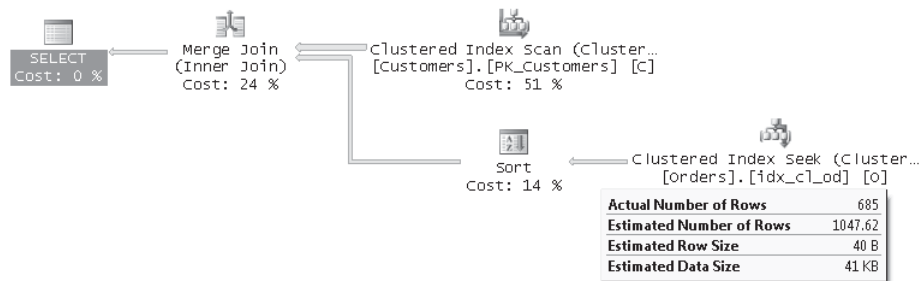 SELECT
Cost: 0 %
Merge Join
(Inner Join)
Cost: 24 %
Clustered Index Scan (Cluster…
[Customers].[PK_Customers] [C]
Cost: 51 %
Sort
Cost: 14 %
Clustered Index Seek (Cluster…
[Orders].[idx_cl_od] [O]
Actual Number of Rows 685
Estimated Number of Rows 1047.62
Estimated Row Size 40 B
Estimated Data Size 41 KB